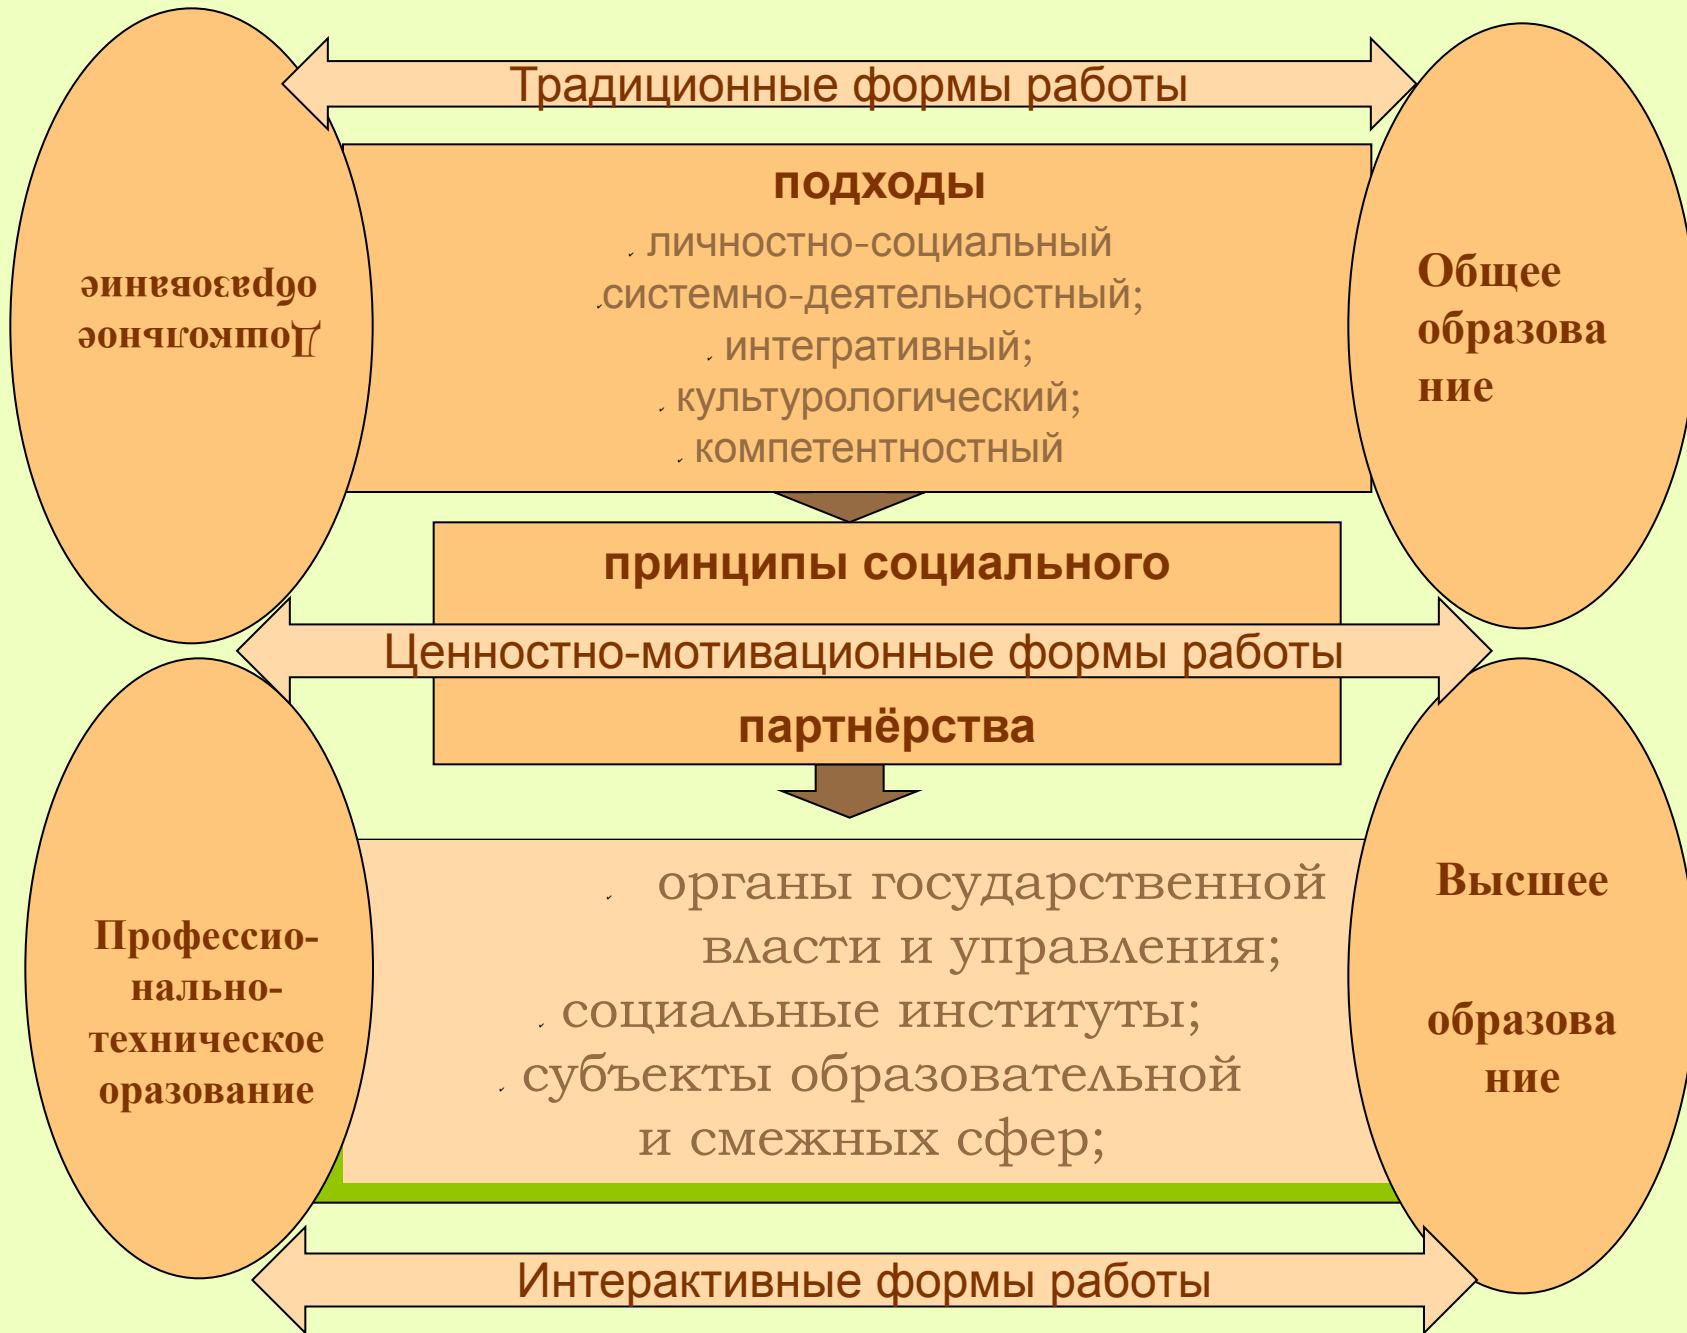 Традиционные формы работы
подходы
личностно-социальный
системно-деятельностный;
интегративный;
культурологический;
компетентностный
Дошкольное
образование
Общее
образова
ние
принципы социального
Ценностно-мотивационные формы работы
партнёрства
органы государственной
власти и управления;
социальные институты;
субъекты образовательной
и смежных сфер;
Профессио-
нально-
техническое
оразование
Высшее
образова
ние
Интерактивные формы работы